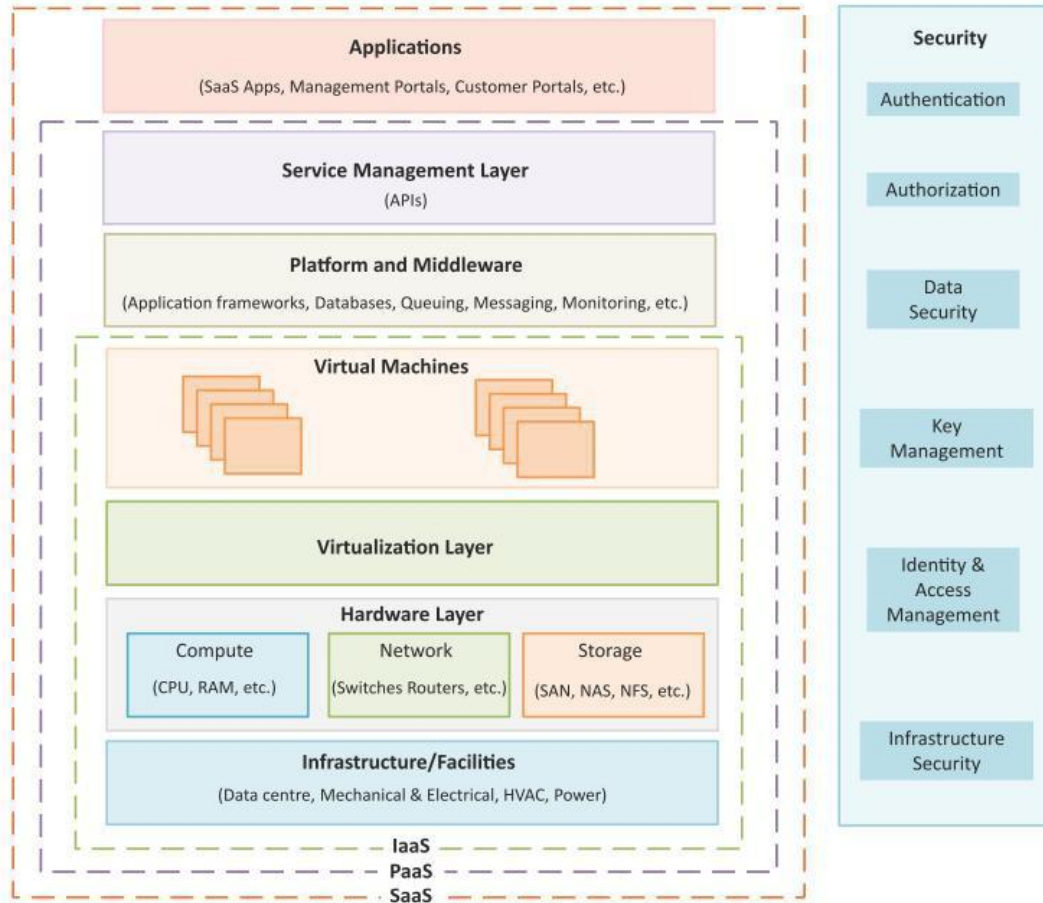 Applications
(SaaS Apps, Management Portals, Customer Portals, etc.)
Service Management Layer
(APIs)
Platform and Middleware
(Application frameworks, Databases, Queuing, Messaging, Monitoring, etc.)
Virtual Machines
Virtualization Layer
Hardware Layer
Compute
(CPU, RAM, etc.)
Network
(Switches Routers, etc.)
Storage
(SAN, NAS, NFS, etc.)
Infrastructure/Facilities
(Data centre, Mechanical & Electrical, HVAC, Power)
IaaS
PaaS
SaaS
Security
Authentication
Authorization
Data
Security
Key
Management
Identity &
Access
Management
Infrastructure
Security